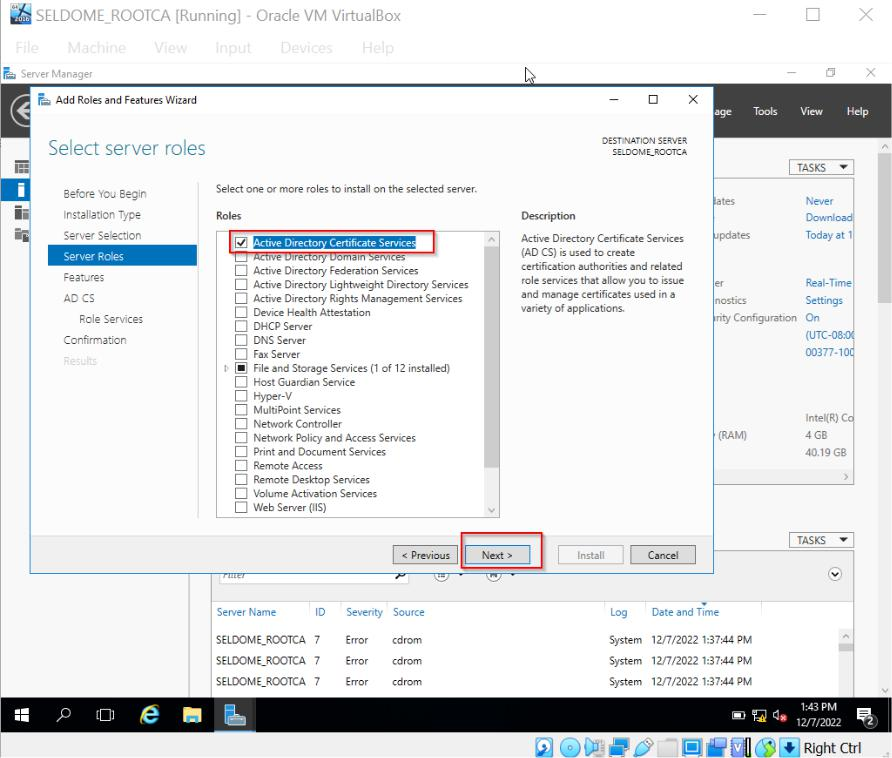 SELDOME_ROOTCA [Running] - Oracle VM VirtualBox
File Machine View Input Devices Help
Server Manager
Add Roles and Features Wizard
age Tools View Help
Select server roles
DESTINATION SERVER
SELDOME_ROOTCA
Before You Begin
Installation Type
Server Selection
Server Roles
Features
AD CS
Role Services
Confirmation
Results
Select one or more roles to install on the selected server.
Roles
Active Directory Certificate Services
Active Directory Domain Services
Active Directory Federation Services
Active Directory Lightweight Directory Services
Active Directory Rights Management Services
Device Health Attestation
DHCP Server
DNS Server
Fax Server
File and Storage Services (1 of 12 installed)
Host Guardian Service
Hyper-V
MultiPoint Services
Network Controller
Network Policy and Access Services
Print and Document Services
Remote Access
Remote Desktop Services
Volume Activation Services
Web Server (IIS)
Description
Active Directory Certificate Services
(AD CS) is used to create
certification authorities and related
role services that allow you to issue
and manage certificates used in a
variety of applications.
< Previous Next > Install Cancel
TASKS
lates Never
Download
updates Today at 1
er Real-Time
nostics Settings
urity Configuration On
(UTC-08:00
00377-100
Intel(R) Co
(RAM) 4 GB
40.19 GB
TASKS
Filter
Server Name ID Severity Source Log Date and Time
SELDOME_ROOTCA 7 Error cdrom System 12/7/2022 1:37:44 PM
SELDOME_ROOTCA 7 Error cdrom System 12/7/2022 1:37:44 PM
SELDOME_ROOTCA 7 Error cdrom System 12/7/2022 1:37:44 PM
1:43 PM
12/7/2022
2
Right Ctrl